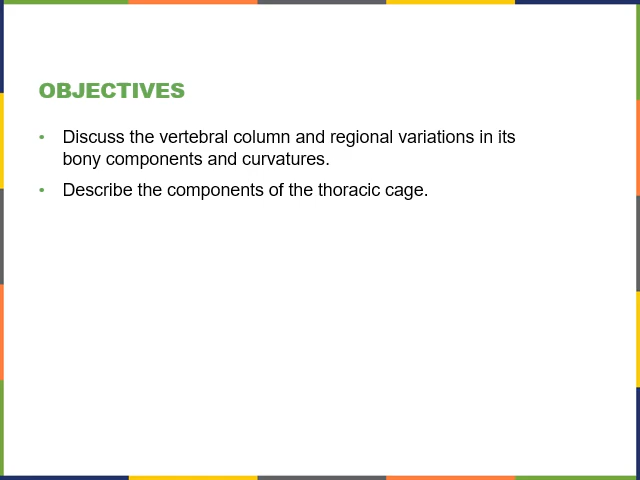 OBJECTIVES
• Discuss the vertebral column and regional variations in its
bony components and curvatures.
• Describe the components of the thoracic cage.